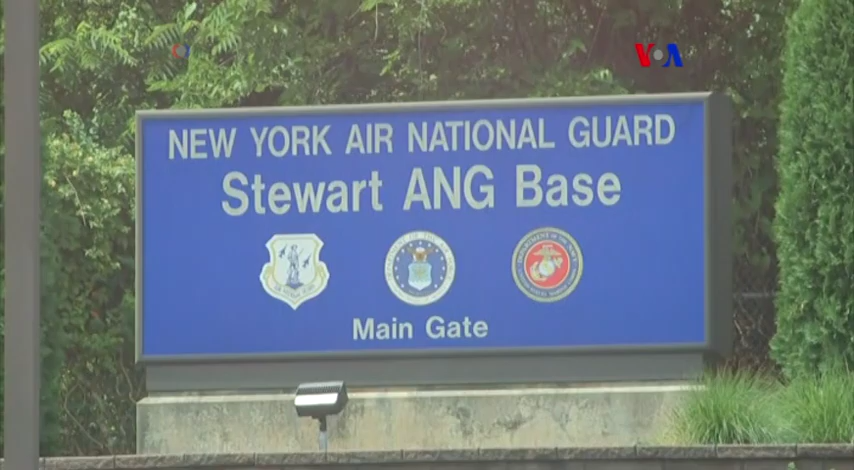 VOA
NEW YORK AIR NATIONAL GUARD
Stewart ANG Base
Main Gate